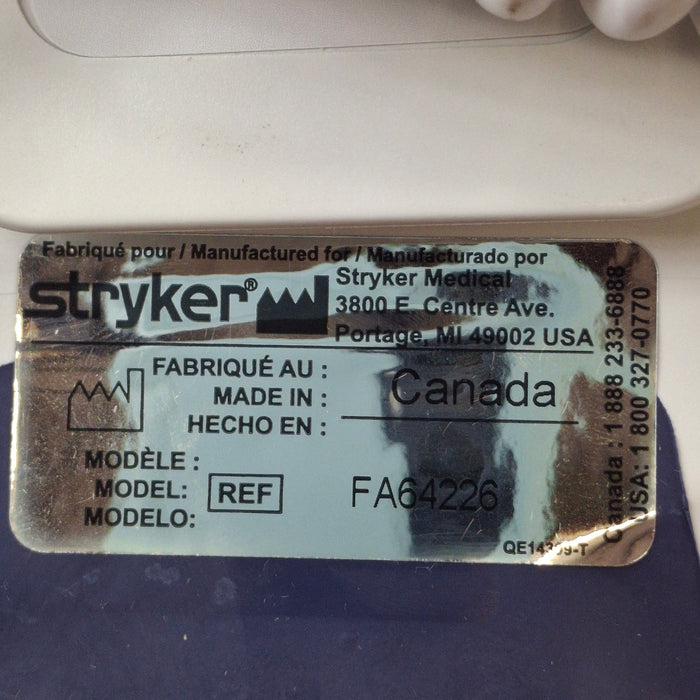 Fabriqué pour / Manufactured for / Manufacturado por
stryker®
Stryker Medical
3800 E. Centre Ave.
Portage, MI 49002 USA
FABRIQUÉ AU :
MADE IN :
HECHO EN :
Canada
MODÈLE :
MODEL:
MODELO:
REF
FA64226
Canada : 1 888 233-6888
USA: 1 800 327-0770